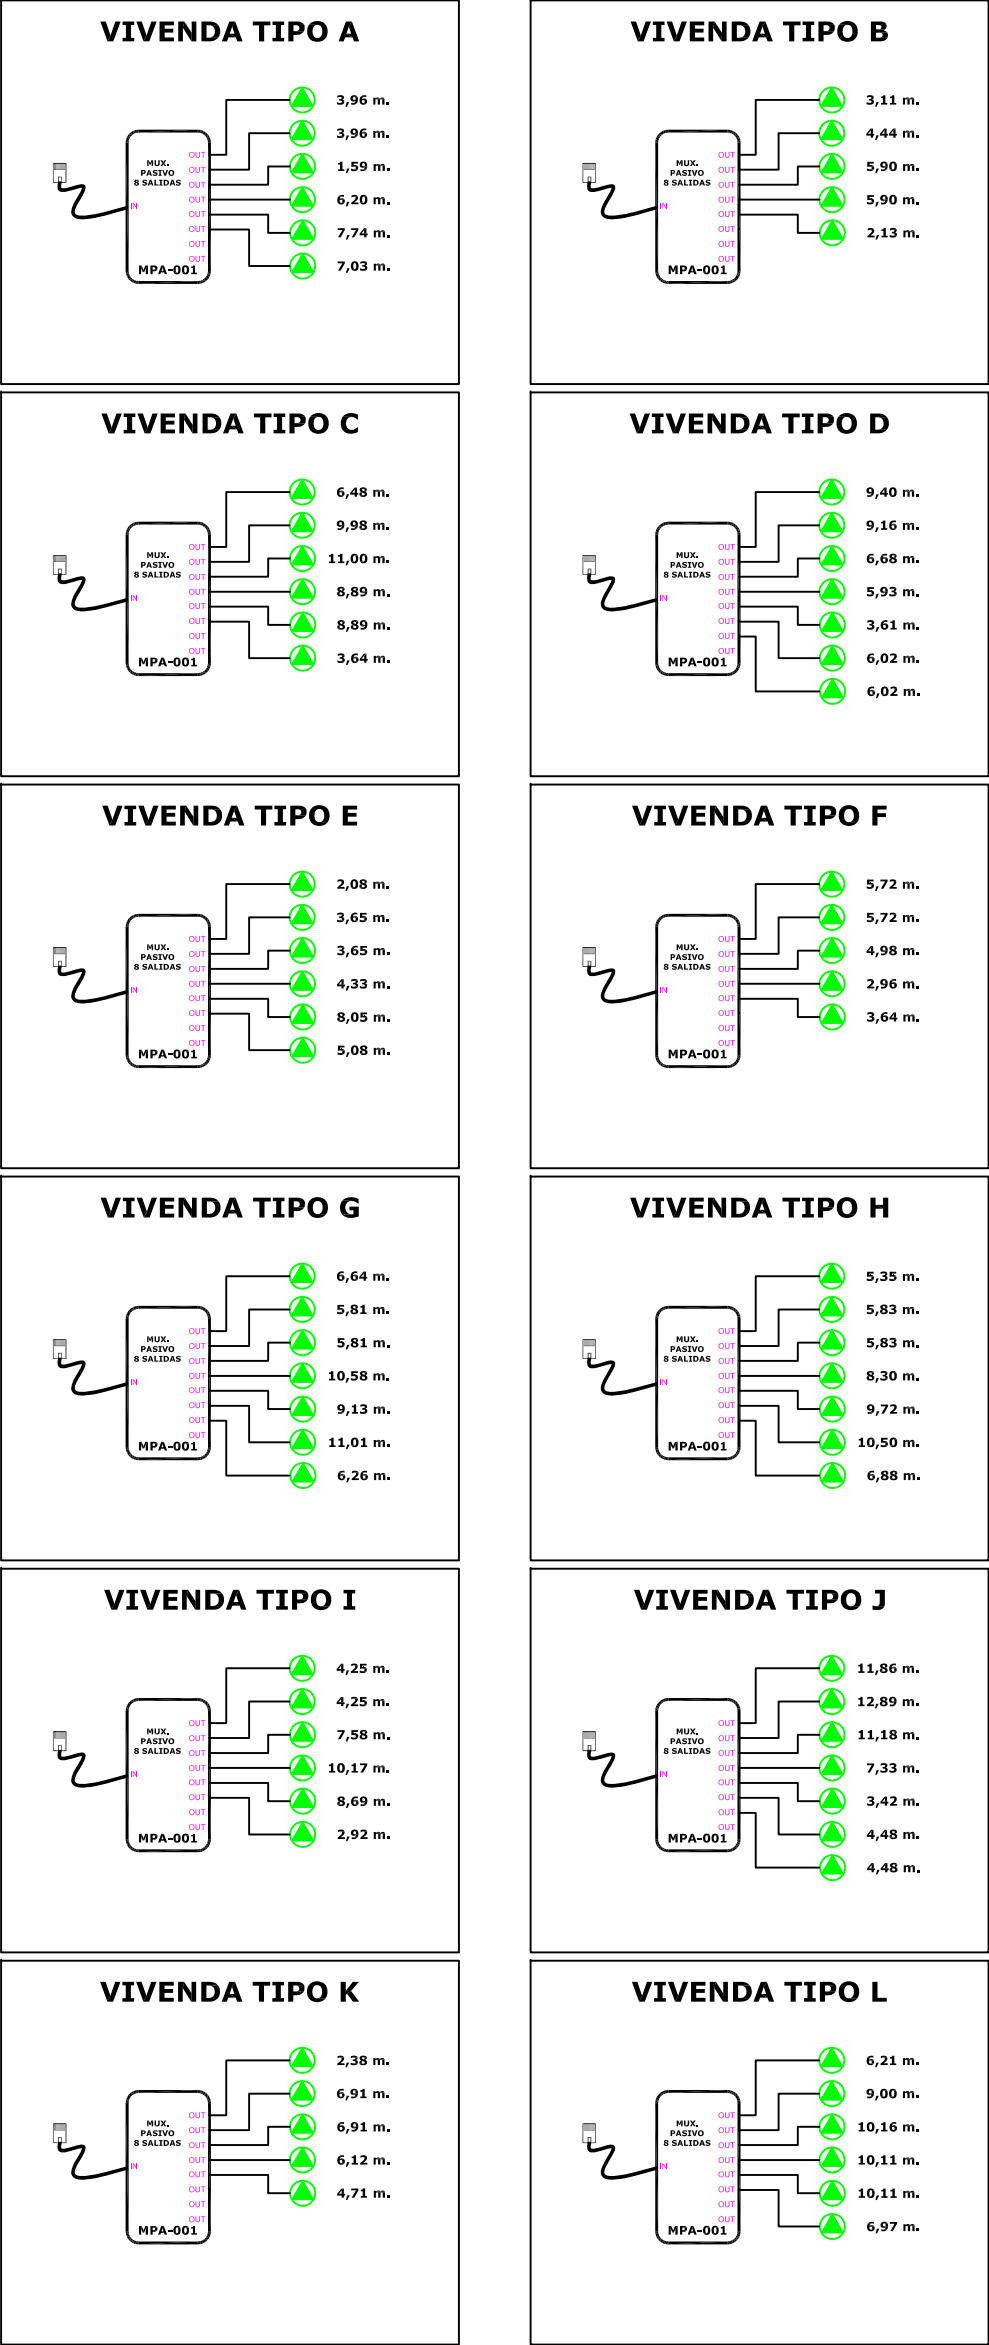 VIVENDA TIPO A
3,96 m.
3,96 m.
1,59 m.
6,20 m.
7,74 m.
7,03 m.
MUX.
PASIVO
8 SALIDAS
IN
OUT
OUT
OUT
OUT
OUT
OUT
OUT
OUT
MPA-001
VIVENDA TIPO B
3,11 m.
4,44 m.
5,90 m.
5,90 m.
2,13 m.
MUX.
PASIVO
8 SALIDAS
IN
OUT
OUT
OUT
OUT
OUT
OUT
OUT
OUT
MPA-001
VIVENDA TIPO C
6,48 m.
9,98 m.
11,00 m.
8,89 m.
8,89 m.
3,64 m.
MUX.
PASIVO
8 SALIDAS
IN
OUT
OUT
OUT
OUT
OUT
OUT
OUT
OUT
MPA-001
VIVENDA TIPO D
9,40 m.
9,16 m.
6,68 m.
5,93 m.
3,61 m.
6,02 m.
6,02 m.
MUX.
PASIVO
8 SALIDAS
IN
OUT
OUT
OUT
OUT
OUT
OUT
OUT
OUT
MPA-001
VIVENDA TIPO E
2,08 m.
3,65 m.
3,65 m.
4,33 m.
8,05 m.
5,08 m.
MUX.
PASIVO
8 SALIDAS
IN
OUT
OUT
OUT
OUT
OUT
OUT
OUT
OUT
MPA-001
VIVENDA TIPO F
5,72 m.
5,72 m.
4,98 m.
2,96 m.
3,64 m.
MUX.
PASIVO
8 SALIDAS
IN
OUT
OUT
OUT
OUT
OUT
OUT
OUT
OUT
MPA-001
VIVENDA TIPO G
6,64 m.
5,81 m.
5,81 m.
10,58 m.
9,13 m.
11,01 m.
6,26 m.
MUX.
PASIVO
8 SALIDAS
IN
OUT
OUT
OUT
OUT
OUT
OUT
OUT
OUT
MPA-001
VIVENDA TIPO H
5,35 m.
5,83 m.
5,83 m.
8,30 m.
9,72 m.
10,50 m.
6,88 m.
MUX.
PASIVO
8 SALIDAS
IN
OUT
OUT
OUT
OUT
OUT
OUT
OUT
OUT
MPA-001
VIVENDA TIPO I
4,25 m.
4,25 m.
7,58 m.
10,17 m.
8,69 m.
2,92 m.
MUX.
PASIVO
8 SALIDAS
IN
OUT
OUT
OUT
OUT
OUT
OUT
OUT
OUT
MPA-001
VIVENDA TIPO J
11,86 m.
12,89 m.
11,18 m.
7,33 m.
3,42 m.
4,48 m.
4,48 m.
MUX.
PASIVO
8 SALIDAS
IN
OUT
OUT
OUT
OUT
OUT
OUT
OUT
OUT
MPA-001
VIVENDA TIPO K
2,38 m.
6,91 m.
6,91 m.
6,12 m.
4,71 m.
MUX.
PASIVO
8 SALIDAS
IN
OUT
OUT
OUT
OUT
OUT
OUT
OUT
OUT
MPA-001
VIVENDA TIPO L
6,21 m.
9,00 m.
10,16 m.
10,11 m.
10,11 m.
6,97 m.
MUX.
PASIVO
8 SALIDAS
IN
OUT
OUT
OUT
OUT
OUT
OUT
OUT
OUT
MPA-001